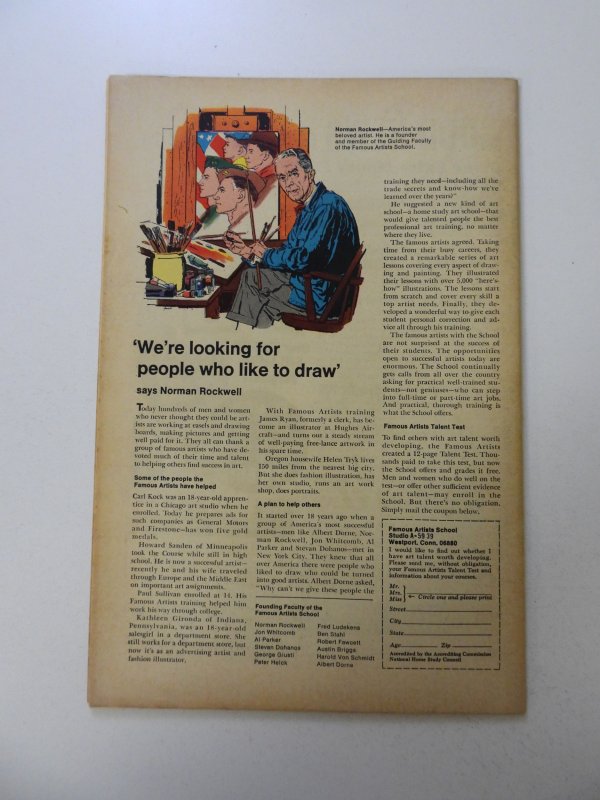 Norman Rockwell—America's most
beloved artist. He is a founder
and member of the Guiding Faculty
of the Famous Artists School.
'We're looking for
people who like to draw'
says Norman Rockwell
Today hundreds of men and women
who never thought they could be art-
ists are working at easels and drawing
boards, making pictures and getting
well paid for it. They all can thank a
group of famous artists who have de-
voted much of their time and talent
to helping others find success in art.
Some of the people the
Famous Artists have helped
Carl Kock was an 18-year-old appren-
tice in a Chicago art studio when he
enrolled. Today he prepares ads for
such companies as General Motors
and Firestone—has won five gold
medals.
Howard Sanden of Minneapolis
took the Course while still in high
school. He is now a successful artist—
recently he and his wife traveled
through Europe and the Middle East
on important art assignments.
Paul Sullivan enrolled at 14. His
Famous Artists training helped him
work his way through college.
Kathleen Gironda of Indiana,
Pennsylvania, was an 18-year-old
salesgirl in a department store. She
still works for a department store, but
now it's as an advertising artist and
fashion illustrator.
With Famous Artists training
James Ryan, formerly a clerk, has be-
come an illustrator at Hughes Air-
craft—and turns out a steady stream
of well-paying free-lance artwork in
his spare time.
Oregon housewife Helen Tryk lives
150 miles from the nearest big city.
But she does fashion illustration, has
her own studio, runs an art work
shop, does portraits.
A plan to help others
It started over 18 years ago when a
group of America's most successful
artists—men like Albert Dorne, Nor-
man Rockwell, Jon Whitcomb, Al
Parker and Stevan Dohanos—met in
New York City. They knew that all
over America there were people who
liked to draw who could be turned
into good artists. Albert Dorne asked,
"Why can't we give these people the
Founding Faculty of the
Famous Artists School
Norman Rockwell
Jon Whitcomb
Al Parker
Stevan Dohanos
George Giusti
Peter Helck
Fred Ludekens
Ben Stahl
Robert Fawcett
Austin Briggs
Harold Von Schmidt
Albert Dorne
training they need—including all the
trade secrets and know-how we've
learned over the years?"
He suggested a new kind of art
school—a home study art school—that
would give talented people the best
professional art training, no matter
where they live.
The famous artists agreed. Taking
time from their busy careers, they
created a remarkable series of art
lessons covering every aspect of draw-
ing and painting. They illustrated
their lessons with over 5,000 "here's-
how" illustrations. The lessons start
from scratch and cover every skill a
top artist needs. Finally, they de-
veloped a wonderful way to give each
student personal correction and ad-
vice all through his training.
The famous artists with the School
are not surprised at the success of
their students. The opportunities
open to successful artists today are
enormous. The School continually
gets calls from all over the country
asking for practical well-trained stu-
dents—not geniuses—who can step
into full-time or part-time art jobs.
And practical, thorough training is
what the School offers.
Famous Artists Talent Test
To find others with art talent worth
developing, the Famous Artists
created a 12-page Talent Test. Thou-
sands paid to take this test, but now
the School offers and grades it free.
Men and women who do well on the
test—or offer other sufficient evidence
of art talent—may enroll in the
School. But there's no obligation.
Simply mail the coupon below.
Famous Artists School
Westport, Conn. 06880
I would like to find out whether I
have art talent worth developing.
Please send me, without obligation,
your Famous Artists Talent Test and
information about your courses.
Mr.
Mrs.
Miss
Circle one and please print
Street
City
State
Age Zip
Accredited by the Accrediting Commission
National Home Study Council